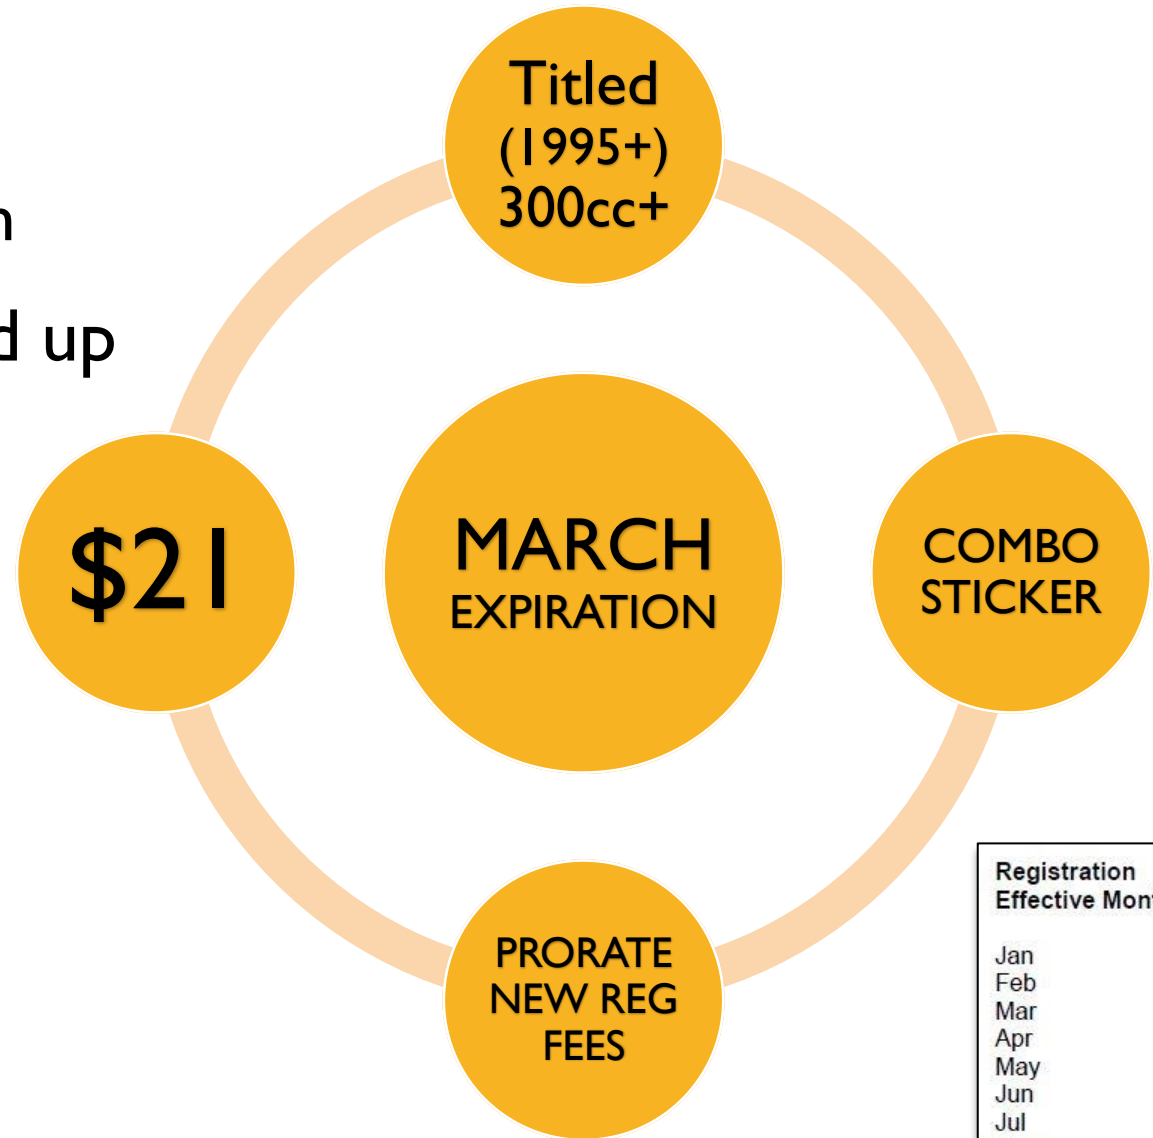 Titled
(1995+)
300cc+
up
$21
MARCH
EXPIRATION
COMBO
STICKER
PRORATE
NEW REG
FEES
Registration
Effective
Jan
Feb
Mar
Apr
May
Jun
Jul